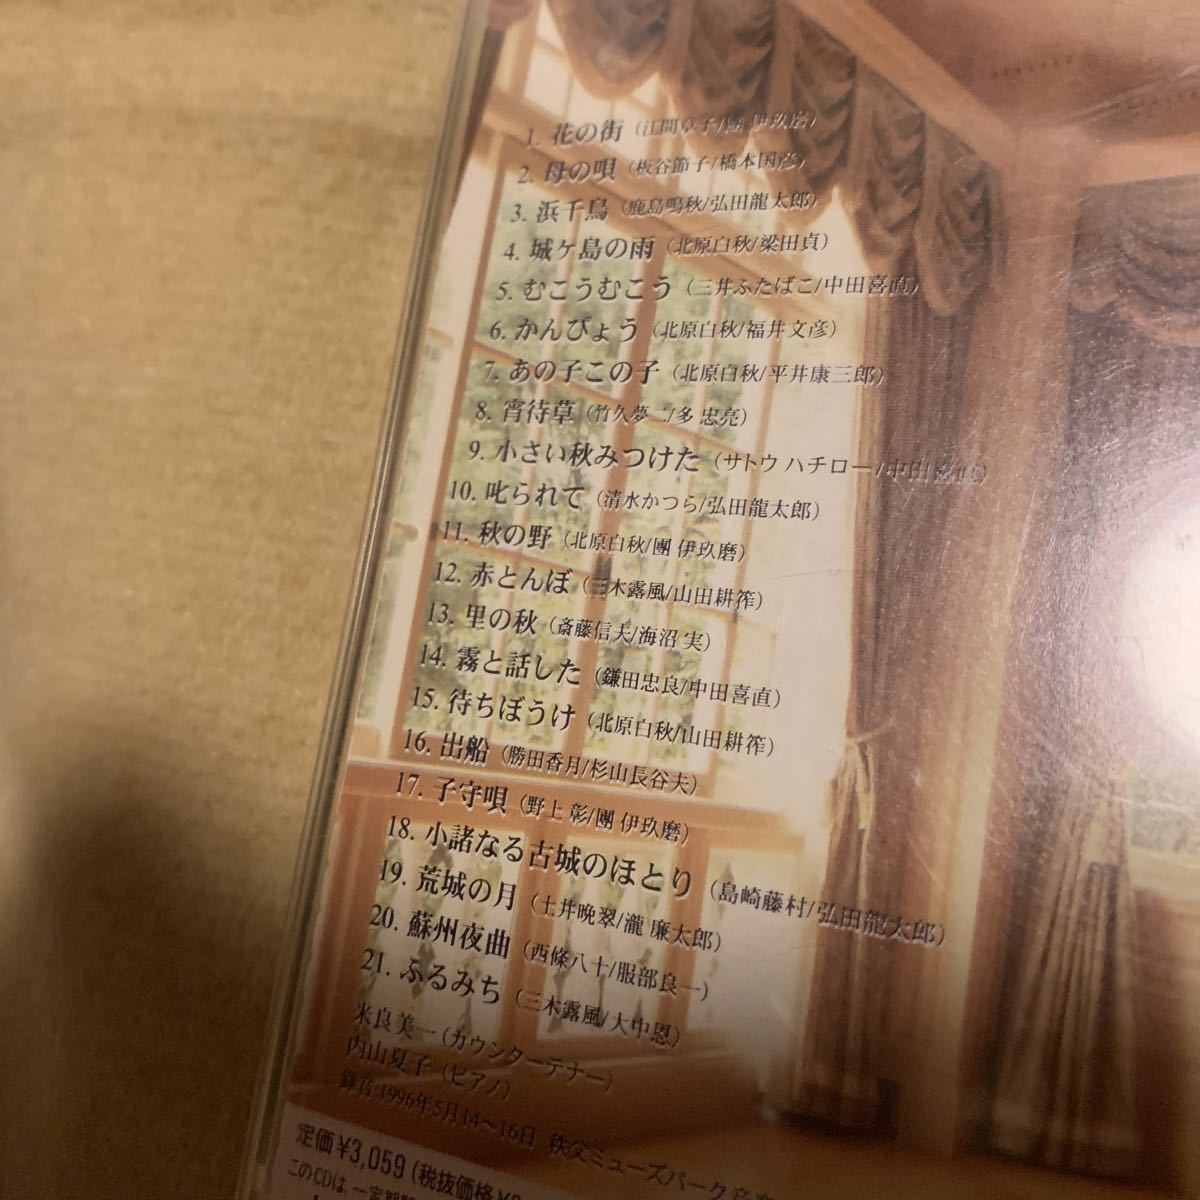 1. 花の街 (江間章子/團 伊玖磨)
2. 母の唄 (板谷節子/橋本国彦)
3. 浜千鳥 (鹿島鳴秋/弘田龍太郎)
4. 城ヶ島の雨 (北原白秋/梁田貞)
5. むこうむこう (三井ふたばこ/中田喜直)
6. かんぴょう (北原白秋/福井文彦)
7. あの子この子 (北原白秋/平井康三郎)
8. 宵待草 (竹久夢二/多 忠亮)
9. 小さい秋みつけた (サトウ ハチロー/中田喜直)
10. 叱られて (清水かつら/弘田龍太郎)
11. 秋の野 (北原白秋/團 伊玖磨)
12. 赤とんぼ (三木露風/山田耕筰)
13. 里の秋 (斎藤信夫/海沼 実)
14. 霧と話した (鎌田忠良/中田喜直)
15. 待ちぼうけ (北原白秋/山田耕筰)
16. 出船 (勝田香月/杉山長谷夫)
17. 子守唄 (野上 彰/團 伊玖磨)
18. 小諸なる古城のほとり (島崎藤村/弘田龍太郎)
19. 荒城の月 (土井晩翠/瀧 廉太郎)
20. 蘇州夜曲 (西條八十/服部良一)
21. ふるみち (三木露風/大中恩)
米良美一 (カウンターテナー)
内山夏子 (ピアノ)
録音:1996年5月14〜16日 秩父ミューズパーク音楽
定価¥3,059 (税抜価格¥
このCDは、一定期間